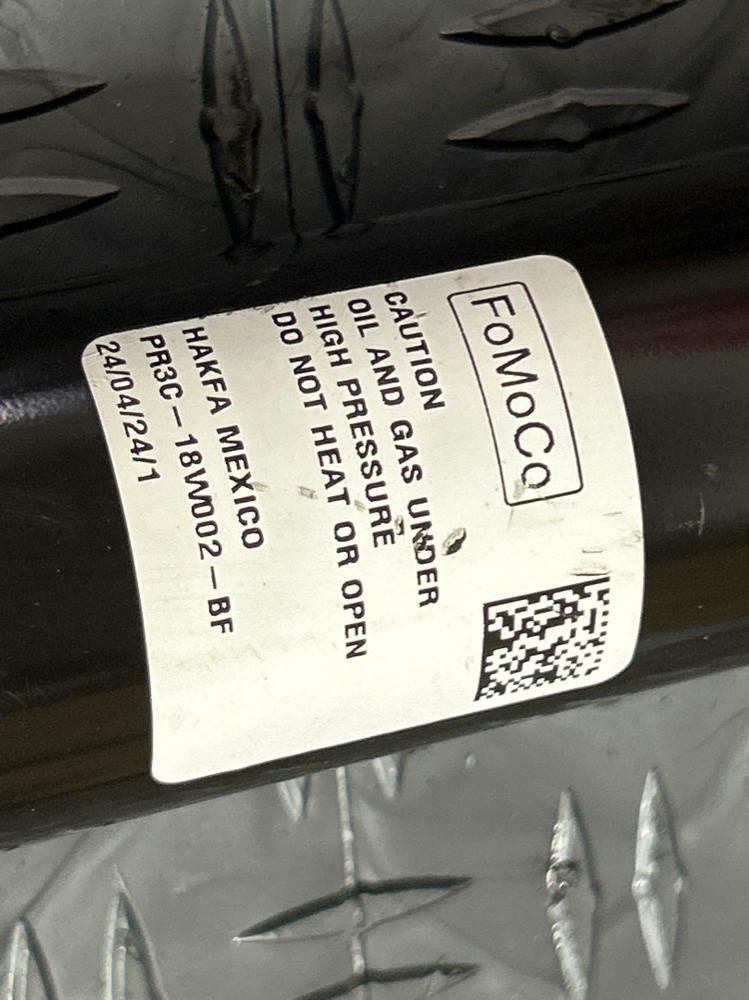 FoMoCo
CAUTION
OIL AND GAS UNDER
HIGH PRESSURE
DO NOT HEAT OR OPEN
HAKFA MEXICO
PR3C-18W002-BF
24/04/24/1